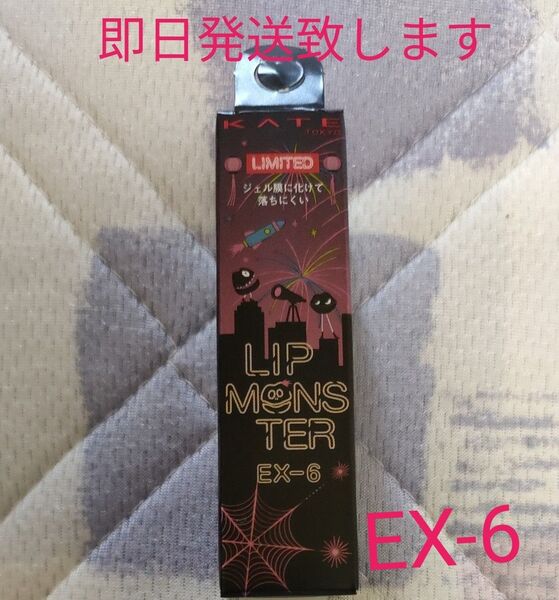 即日発送致します
KATE
TOKYO
LIMITED
ジェル膜に化けて
落ちにくい
LIP
MONS
TER
EX-6
EX-6